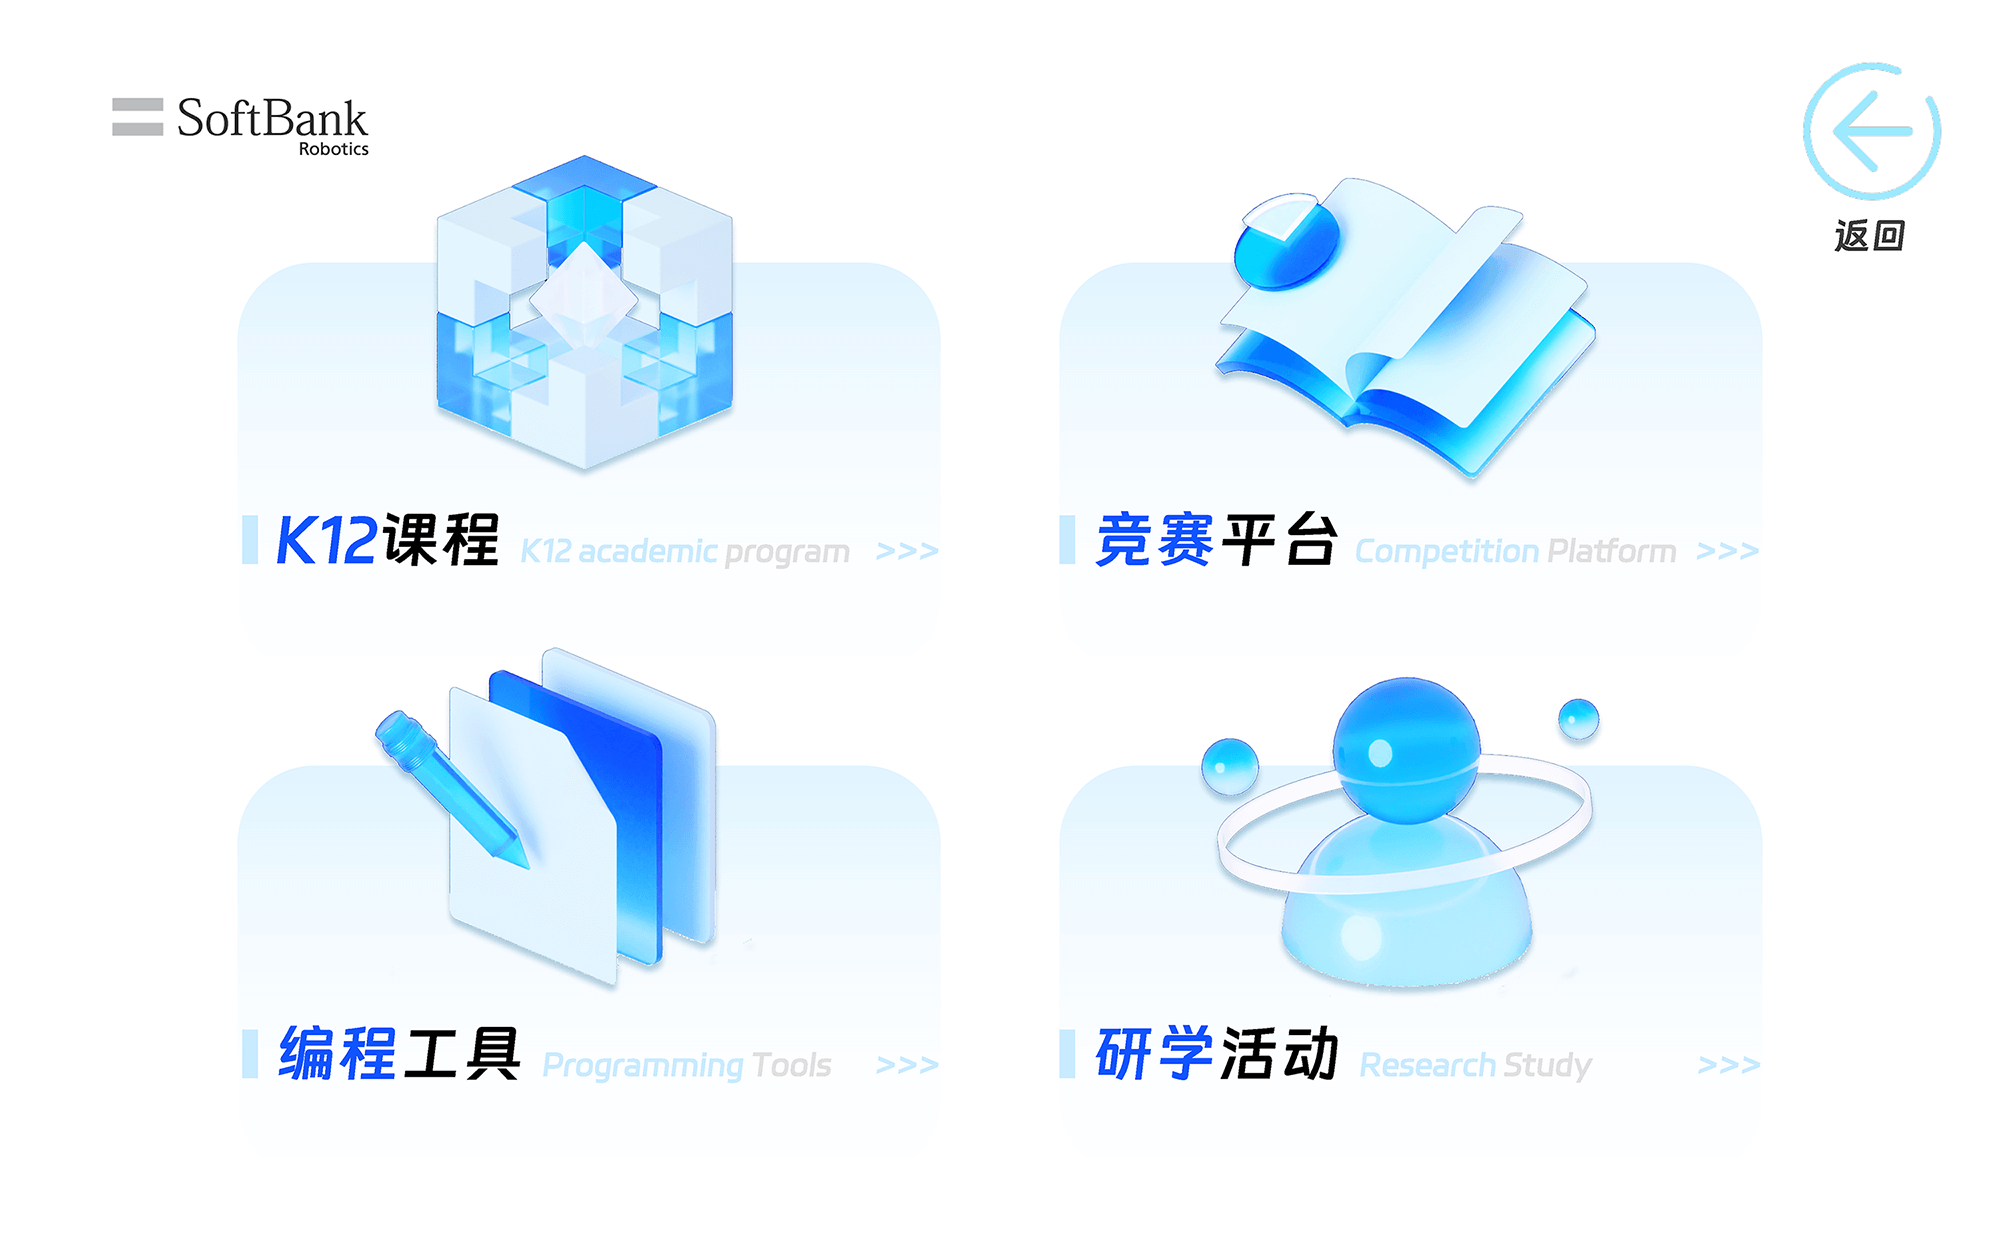 SoftBank
Robotics
返回
K12课程 K12 academic program >>>
竞赛平台 Competition Platform >>>
编程工具 Programming Tools >>>
研学活动 Research Study >>>